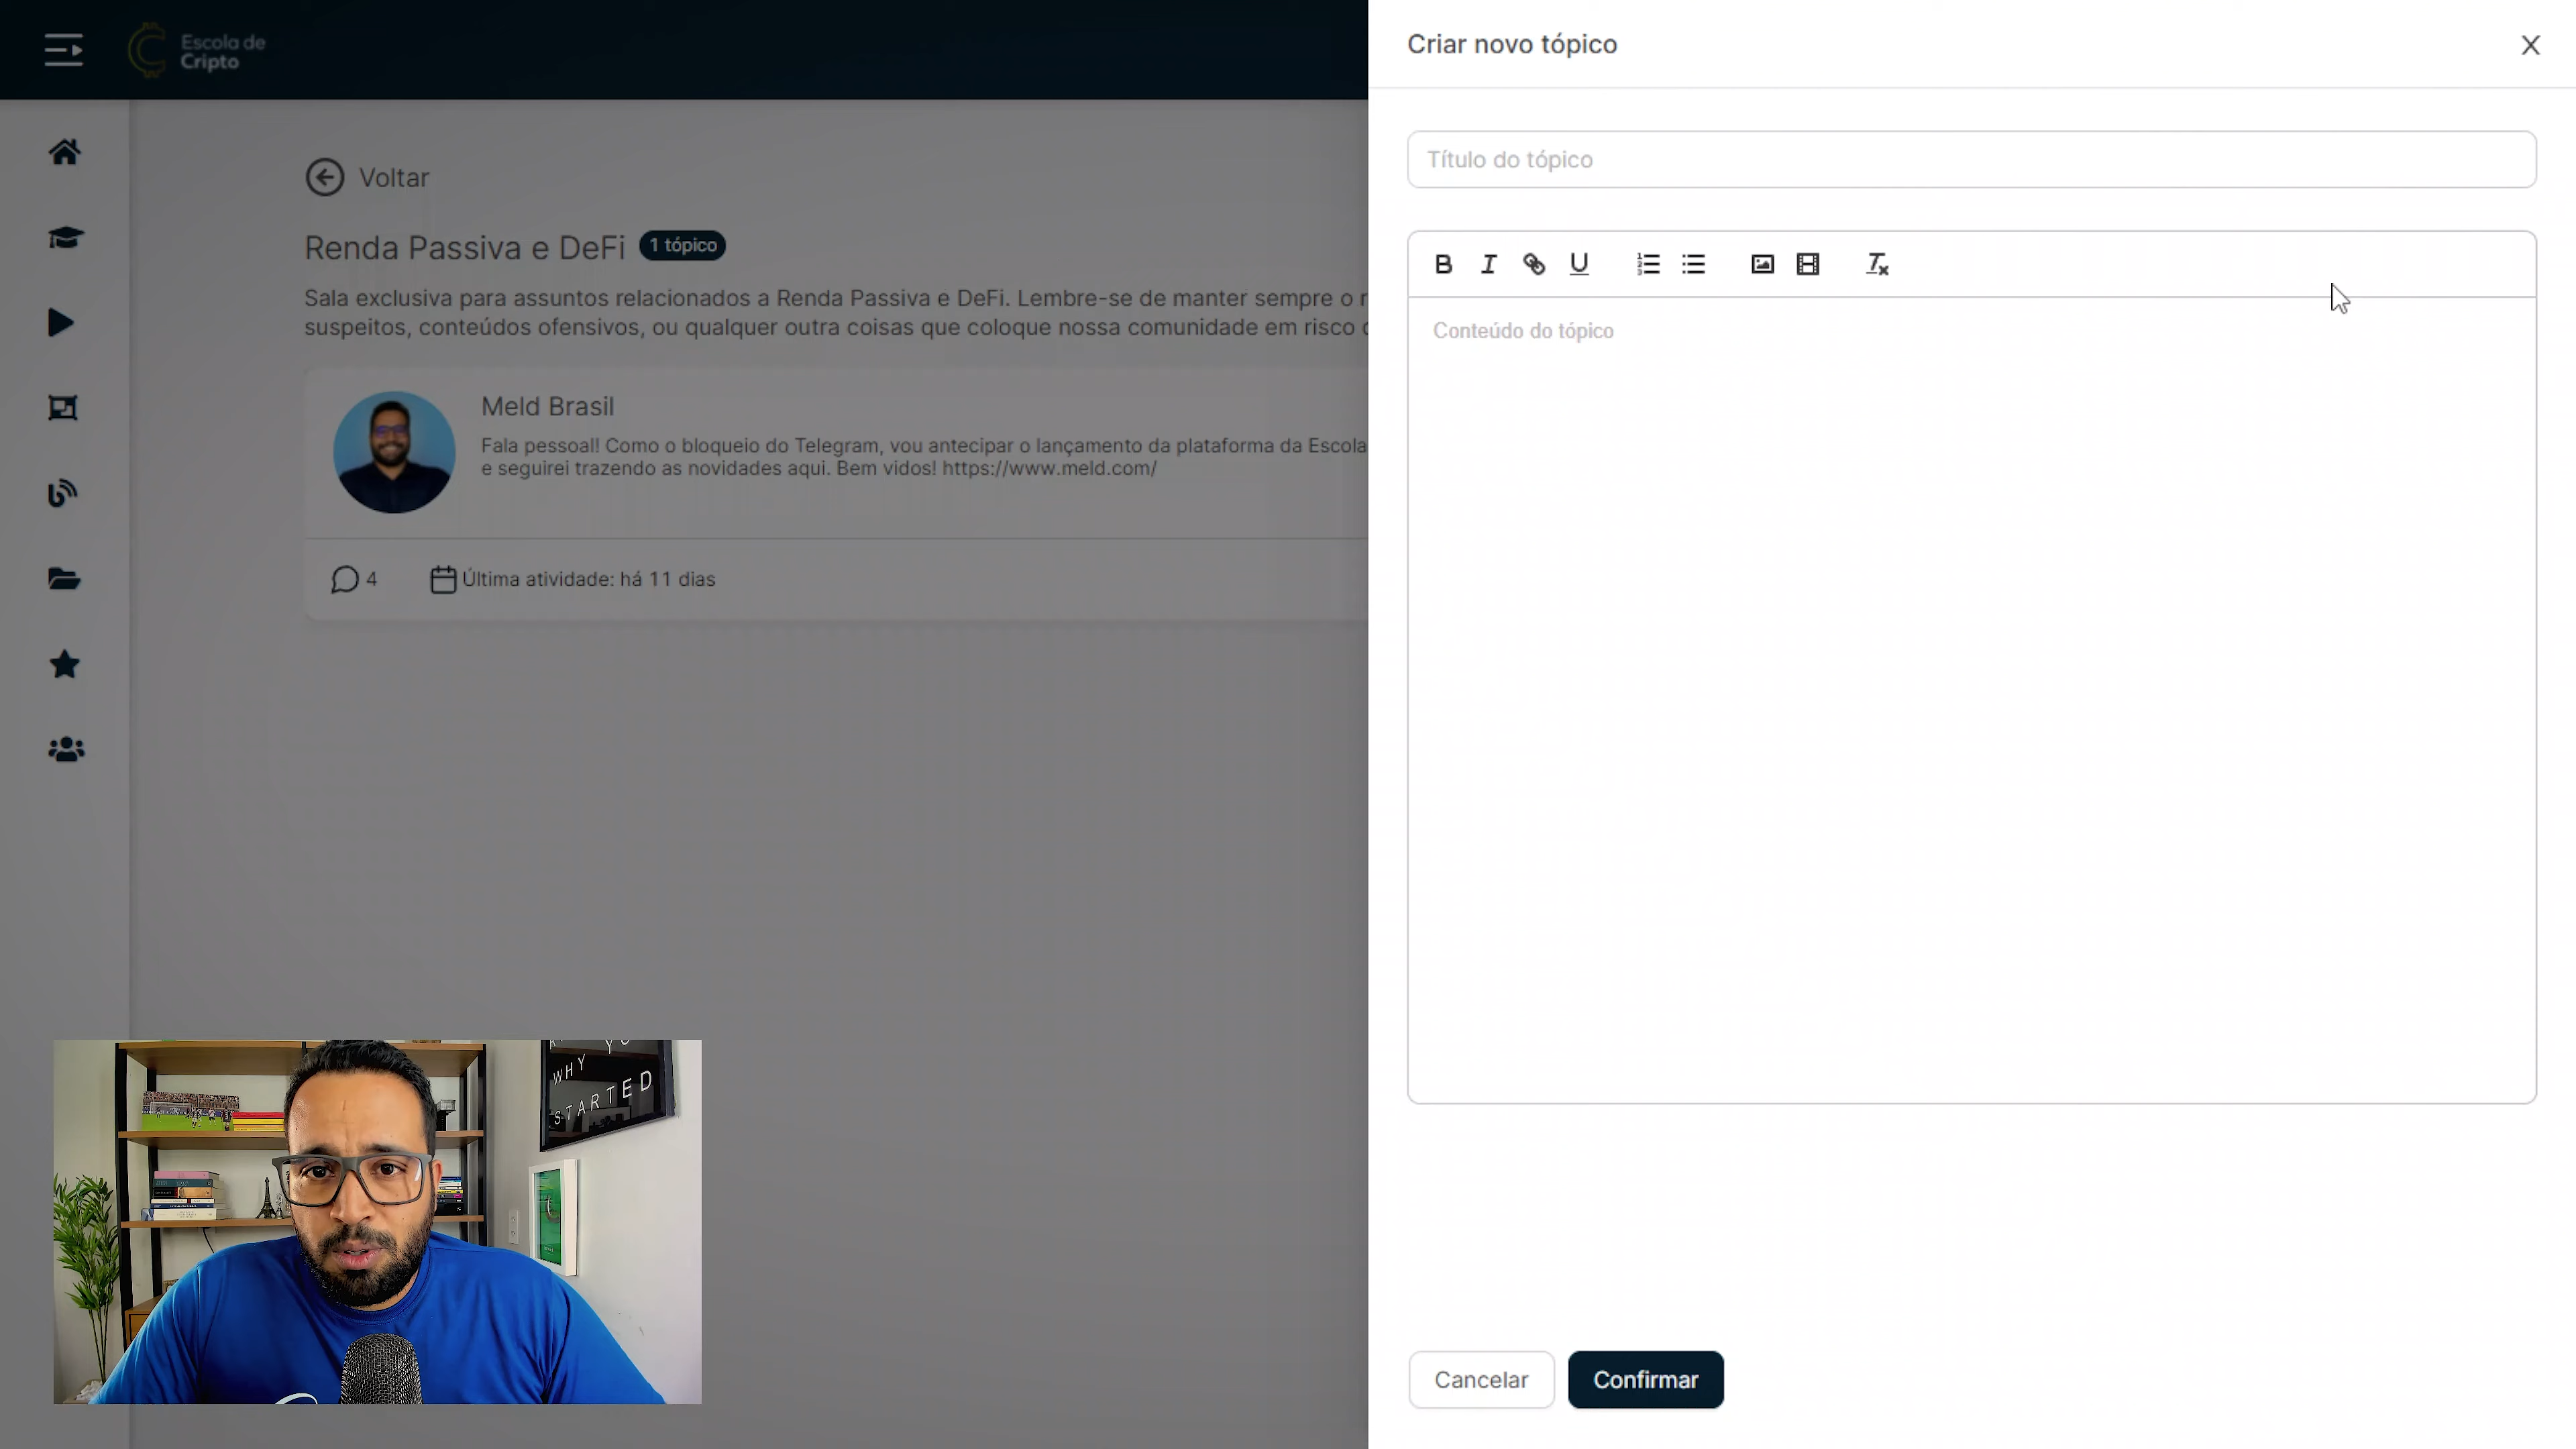 Escola de
Cripto
Voltar
Renda Passiva e DeFi
1 tópico
Sala exclusiva para assuntos relacionados a Renda Passiva e DeFi. Lembre-se de manter sempre o r
suspeitos, conteúdos ofensivos, ou qualquer outra coisas que coloque nossa comunidade em risco
Meld Brasil
Fala pessoal! Como o bloqueio do Telegram, vou antecipar o lançamento da plataforma da Escola
e seguirei trazendo as novidades aqui. Bem vidos! https://www.meld.com/
4
Última atividade: há 11 dias
WHY YO
STARTED
Criar novo tópico
Título do tópico
Conteúdo do tópico
Cancelar
Confirmar